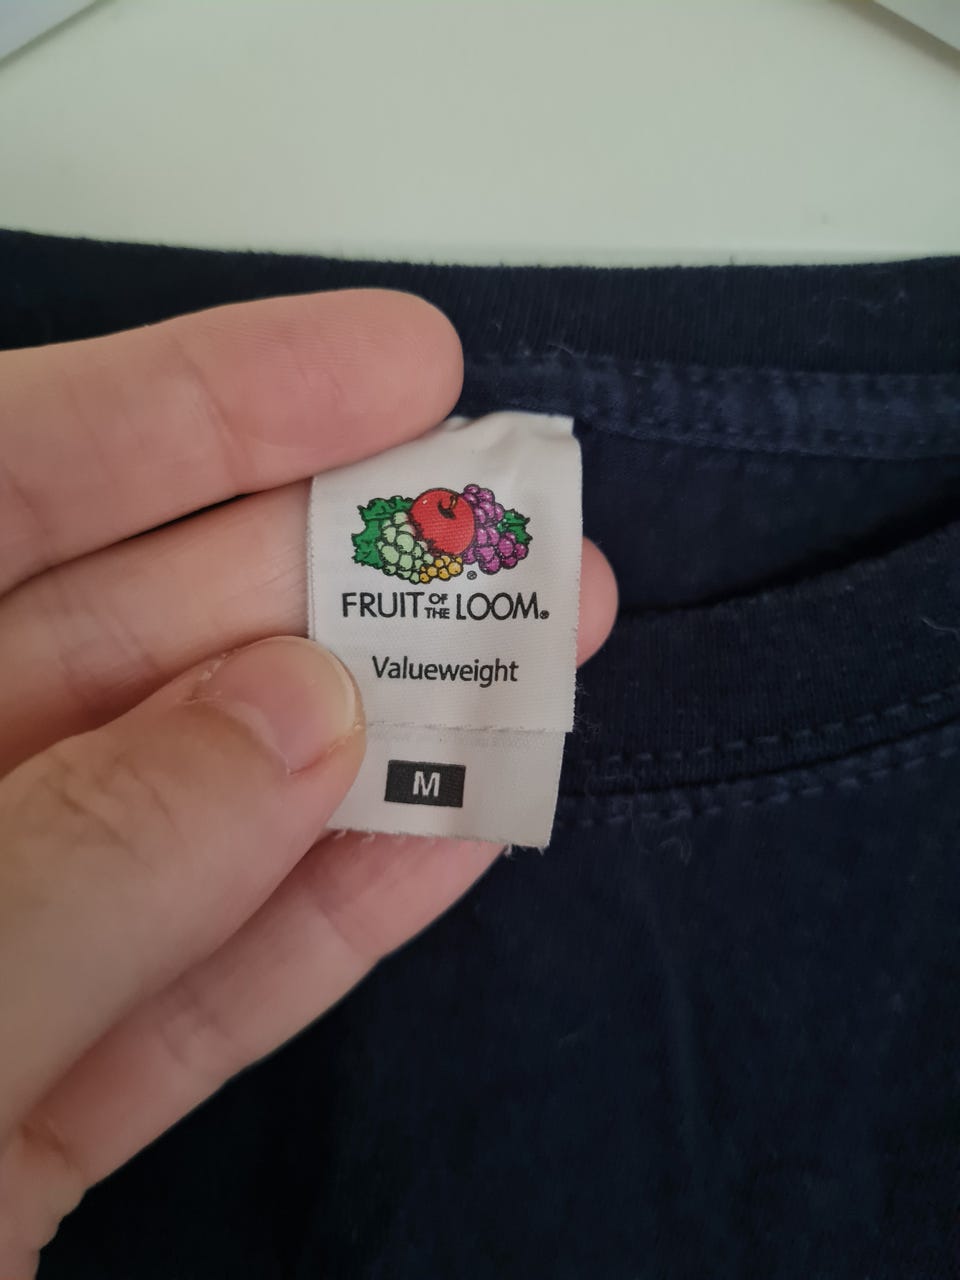 ®
FRUIT OF THE LOOM®
Valueweight
M